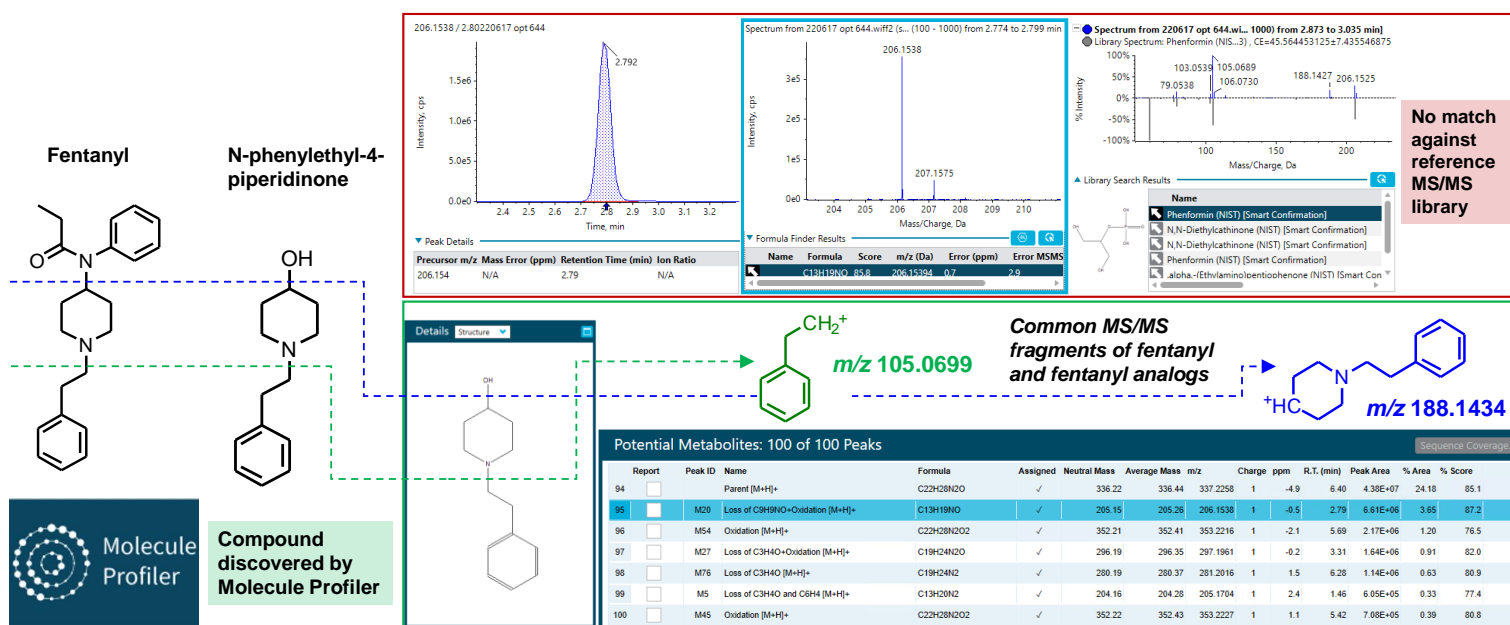 Fentanyl
N-phenylethyl-4-
piperidinone
O
N
N
OH
N
Molecule
Profiler
Compound
discovered by
Molecule Profiler
206.1538 / 2.80220617 opt 644
Intensity, cps
1.5e6
1.0e6
5.0e5
0.0e0
2.792
2.4 2.5 2.6 2.7 2.8 2.9 3.0 3.1 3.2
Time, min
Peak Details
Precursor m/z Mass Error (ppm) Retention Time (min) Ion Ratio
206.154 N/A 2.79 N/A
Spectrum from 220617 opt 644.wiff2 (s... (100 - 1000) from 2.774 to 2.799 min
Intensity, cps
3e5
2e5
1e5
0e0
206.1538
207.1575
204 205 206 207 208 209 210
Mass/Charge, Da
Formula Finder Results
Name Formula Score m/z (Da) Error (ppm) Error MSMS
C13H19NO 85.8 206.15394 0.7 2.9
Spectrum from 220617 opt 644.wi... 1000) from 2.873 to 3.035 min]
Library Spectrum: Phenformin (NIS...3) , CE=45.564453125±7.435546875
% Intensity
100%
50%
0%
-50%
-100%
79.0538
103.0539
105.0689
106.0730
188.1427
206.1525
100 150 200
Mass/Charge, Da
Library Search Results
Name
Phenformin (NIST) [Smart Confirmation]
N,N-Diethylcathinone (NIST) [Smart Confirmation]
N,N-Diethylcathinone (NIST) [Smart Confirmation]
Phenformin (NIST) [Smart Confirmation]
.alpha.-(Ethylamino)pentiophenone (NIST) [Smart Con
No match
against
reference
MS/MS
library
Details Structure
OH
N
CH2+
m/z 105.0699
Common MS/MS
fragments of fentanyl
and fentanyl analogs
N
+HC
m/z 188.1434
Potential Metabolites: 100 of 100 Peaks
Sequence Coverage
Report Peak ID Name Formula Assigned Neutral Mass Average Mass m/z Charge ppm R.T. (min) Peak Area % Area % Score
94 Parent [M+H]+ C22H28N2O ✓ 336.22 336.44 337.2258 1 -4.9 6.40 4.38E+07 24.18 85.1
95 M20 Loss of C9H9NO+Oxidation [M+H]+ C13H19NO ✓ 205.15 205.26 206.1538 1 -0.5 2.79 6.61E+06 3.65 87.2
96 M54 Oxidation [M+H]+ C22H28N2O2 ✓ 352.21 352.41 353.2216 1 -2.1 5.69 2.17E+06 1.20 76.5
97 M27 Loss of C3H4O+Oxidation [M+H]+ C19H24N2O ✓ 296.19 296.35 297.1961 1 -0.2 3.31 1.64E+06 0.91 82.0
98 M76 Loss of C3H4O [M+H]+ C19H24N2 ✓ 280.19 280.37 281.2016 1 1.5 6.28 1.14E+06 0.63 80.9
99 M5 Loss of C3H4O and C6H4 [M+H]+ C13H20N2 ✓ 204.16 204.28 205.1704 1 2.4 1.46 6.05E+05 0.33 77.4
100 M45 Oxidation [M+H]+ C22H28N2O2 ✓ 352.22 352.43 353.2227 1 1.1 5.42 7.08E+05 0.39 80.8